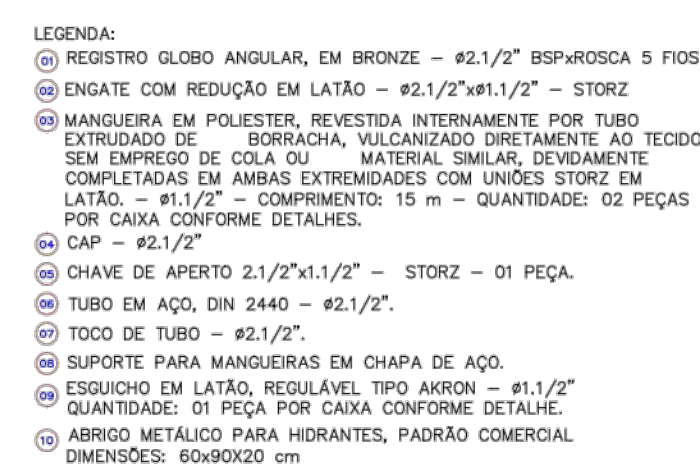 LEGENDA:
01 REGISTRO GLOBO ANGULAR, EM BRONZE – ø2.1/2" BSPxROSCA 5 FIOS
02 ENGATE COM REDUÇÃO EM LATÃO – ø2.1/2"xø1.1/2" – STORZ
03 MANGUEIRA EM POLIESTER, REVESTIDA INTERNAMENTE POR TUBO
EXTRUDADO DE BORRACHA, VULCANIZADO DIRETAMENTE AO TECIDO
SEM EMPREGO DE COLA OU MATERIAL SIMILAR, DEVIDAMENTE
COMPLETADAS EM AMBAS EXTREMIDADES COM UNIÕES STORZ EM
LATÃO. – ø1.1/2" – COMPRIMENTO: 15 m – QUANTIDADE: 02 PEÇAS
POR CAIXA CONFORME DETALHES.
04 CAP – ø2.1/2"
05 CHAVE DE APERTO 2.1/2"x1.1/2" – STORZ – 01 PEÇA.
06 TUBO EM AÇO, DIN 2440 – ø2.1/2".
07 TOCO DE TUBO – ø2.1/2".
08 SUPORTE PARA MANGUEIRAS EM CHAPA DE AÇO.
09 ESGUICHO EM LATÃO, REGULÁVEL TIPO AKRON – ø1.1/2"
QUANTIDADE: 01 PEÇA POR CAIXA CONFORME DETALHE.
10 ABRIGO METÁLICO PARA HIDRANTES, PADRÃO COMERCIAL
DIMENSÕES: 60x90X20 cm